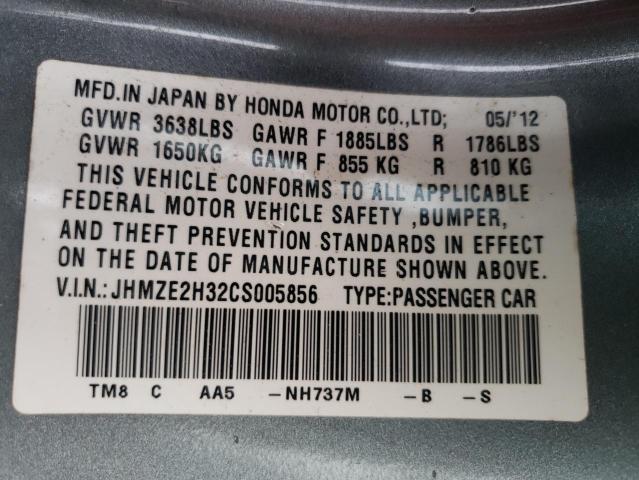 MFD.IN JAPAN BY HONDA MOTOR CO.,LTD; 05/'12
GVWR 3638LBS GAWR F 1885LBS R 1786LBS
GVWR 1650KG GAWR F 855 KG R 810 KG
THIS VEHICLE CONFORMS TO ALL APPLICABLE
FEDERAL MOTOR VEHICLE SAFETY ,BUMPER,
AND THEFT PREVENTION STANDARDS IN EFFECT
ON THE DATE OF MANUFACTURE SHOWN ABOVE.
V.I.N.: JHMZE2H32CS005856 TYPE:PASSENGER CAR
TM8 C AA5 -NH737M -B -S